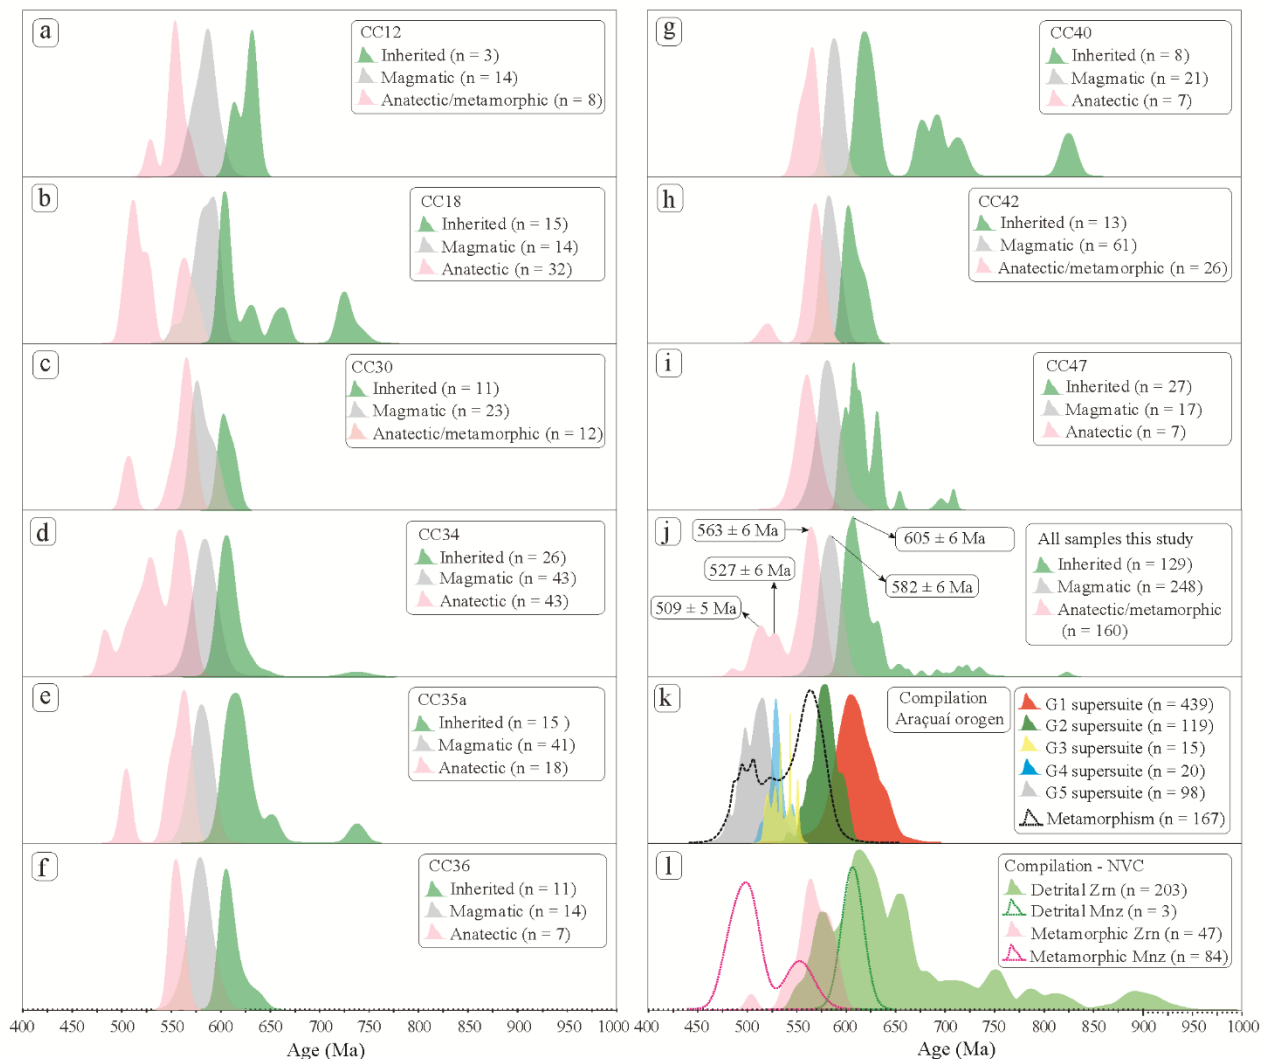 a
CC12
Inherited (n = 3)
Magmatic (n = 14)
Anatectic/metamorphic (n = 8)
b
CC18
Inherited (n = 15)
Magmatic (n = 14)
Anatectic (n = 32)
c
CC30
Inherited (n = 11)
Magmatic (n = 23)
Anatectic/metamorphic (n = 12)
d
CC34
Inherited (n = 26)
Magmatic (n = 43)
Anatectic (n = 43)
e
CC35a
Inherited (n = 15 )
Magmatic (n = 41)
Anatectic (n = 18)
f
CC36
Inherited (n = 11)
Magmatic (n = 14)
Anatectic (n = 7)
400 450 500 550 600 650 700 750 800 850 900 950 1000
Age (Ma)
g
CC40
Inherited (n = 8)
Magmatic (n = 21)
Anatectic (n = 7)
h
CC42
Inherited (n = 13)
Magmatic (n = 61)
Anatectic/metamorphic (n = 26)
i
CC47
Inherited (n = 27)
Magmatic (n = 17)
Anatectic (n = 7)
j
563 ± 6 Ma
605 ± 6 Ma
527 ± 6 Ma
582 ± 6 Ma
509 ± 5 Ma
All samples this study
Inherited (n = 129)
Magmatic (n = 248)
Anatectic/metamorphic
(n = 160)
k
Compilation
Araçuaí orogen
G1 supersuite (n = 439)
G2 supersuite (n = 119)
G3 supersuite (n = 15)
G4 supersuite (n = 20)
G5 supersuite (n = 98)
Metamorphism (n = 167)
l
Compilation - NVC
Detrital Zrn (n = 203)
Detrital Mnz (n = 3)
Metamorphic Zrn (n = 47)
Metamorphic Mnz (n = 84)
400 450 500 550 600 650 700 750 800 850 900 950 1000
Age (Ma)